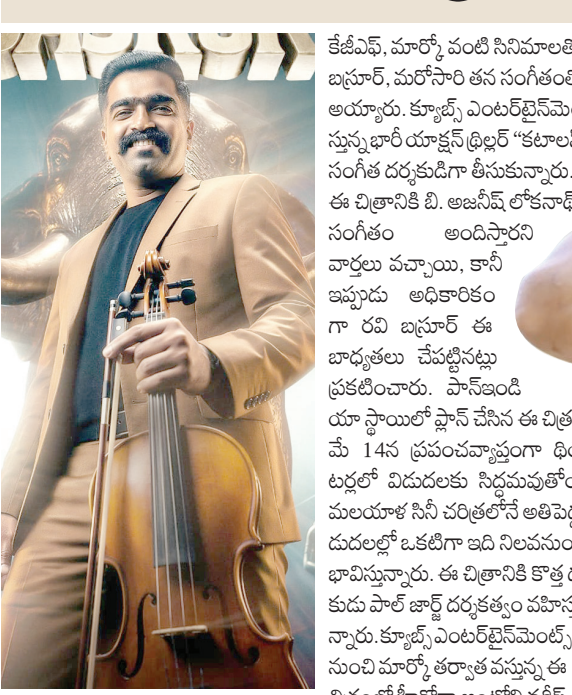 కేజీఎఫ్, మార్కో వంటి సినిమాలతో
బస్రూర్, మరోసారి తన సంగీతం
అయ్యారు. క్యూబ్స్ ఎంటర్‌టైన్‌మె
స్తున్న భారీ యాక్షన్ థ్రిల్లర్ “కటాల
సంగీత దర్శకుడిగా తీసుకున్నారు.
ఈ చిత్రానికి బి. అజనీష్ లోకనాథ్
సంగీతం అందిస్తారని
వార్తలు వచ్చాయి, కానీ
ఇప్పుడు అధికారికం
గా రవి బస్రూర్ ఈ
బాధ్యతలు చేపట్టినట్లు
ప్రకటించారు. పాన్ఇండి
యా స్థాయిలో ప్లాన్ చేసిన ఈ చిత్ర
మే 14న ప్రపంచవ్యాప్తంగా థి
టర్లలో విడుదలకు సిద్ధమవుతో
మలయాళ సినీ చరిత్రలోనే అతిపెద్ద
డుదలల్లో ఒకటిగా ఇది నిలవనుం
భావిస్తున్నారు. ఈ చిత్రానికి కొత్త
కుడు పాల్ జార్జ్ దర్శకత్వం వహిస్తు
న్నారు.క్యూబ్స్ ఎంటర్‌టైన్‌మెంట్స్
నుంచి మార్కో తర్వాత వస్తున్న ఈ